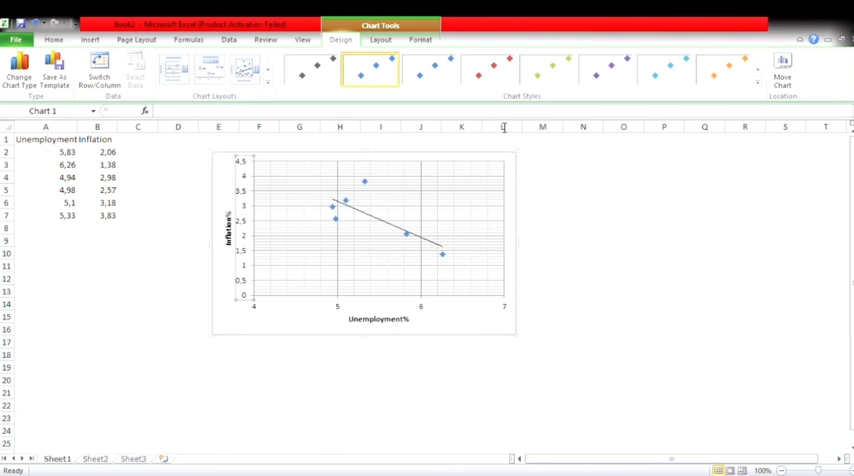 Book2 - Microsoft Excel (Product Activation Failed)
Chart Tools
File Home Insert Page Layout Formulas Data Review View Design Layout Format
Change Chart Type
Save As Template
Switch Row/Column
Select Data
Move Chart
Type Data Chart Layouts Chart Styles Location
Chart 1 fx
A B C D E F G H I J K L M N O P Q R S T
1 Unemployment Inflation
2 5,83 2,06
3 6,26 1,38
4 4,94 2,98
5 4,98 2,57
6 5,1 3,18
7 5,33 3,83
8
9
10
11
12
13
14
15
16
17
18
19
20
21
22
23
24
25
4,5
4
3,5
3
2,5
2
1,5
1
0,5
0
Inflation%
4 5 6 7
Unemployment%
Sheet1 Sheet2 Sheet3
Ready 100%